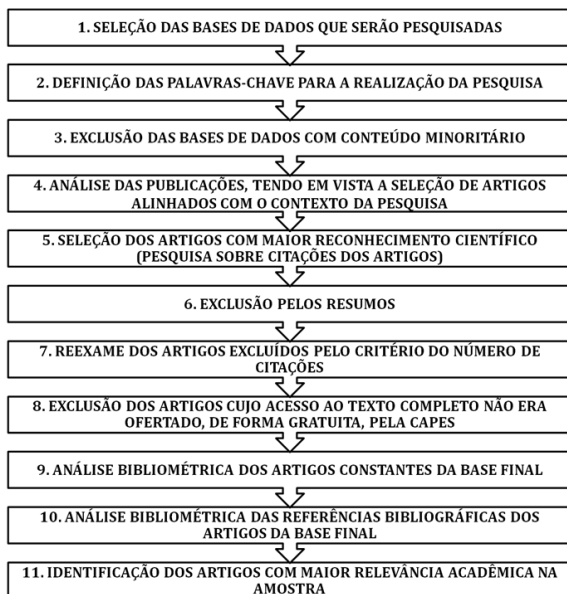 1. SELEÇÃO DAS BASES DE DADOS QUE SERÃO PESQUISADAS
2. DEFINIÇÃO DAS PALAVRAS-CHAVE PARA A REALIZAÇÃO DA PESQUISA
3. EXCLUSÃO DAS BASES DE DADOS COM CONTEÚDO MINORITÁRIO
4. ANÁLISE DAS PUBLICAÇÕES, TENDO EM VISTA A SELEÇÃO DE ARTIGOS
ALINHADOS COM O CONTEXTO DA PESQUISA
5. SELEÇÃO DOS ARTIGOS COM MAIOR RECONHECIMENTO CIENTÍFICO
(PESQUISA SOBRE CITAÇÕES DOS ARTIGOS)
6. EXCLUSÃO PELOS RESUMOS
7. REEXAME DOS ARTIGOS EXCLUÍDOS PELO CRITÉRIO DO NÚMERO DE
CITAÇÕES
8. EXCLUSÃO DOS ARTIGOS CUJO ACESSO AO TEXTO COMPLETO NÃO ERA
OFERTADO, DE FORMA GRATUITA, PELA CAPES
9. ANÁLISE BIBLIOMÉTRICA DOS ARTIGOS CONSTANTES DA BASE FINAL
10. ANÁLISE BIBLIOMÉTRICA DAS REFERÊNCIAS BIBLIOGRÁFICAS DOS
ARTIGOS DA BASE FINAL
11. IDENTIFICAÇÃO DOS ARTIGOS COM MAIOR RELEVÂNCIA ACADÊMICA NA
AMOSTRA